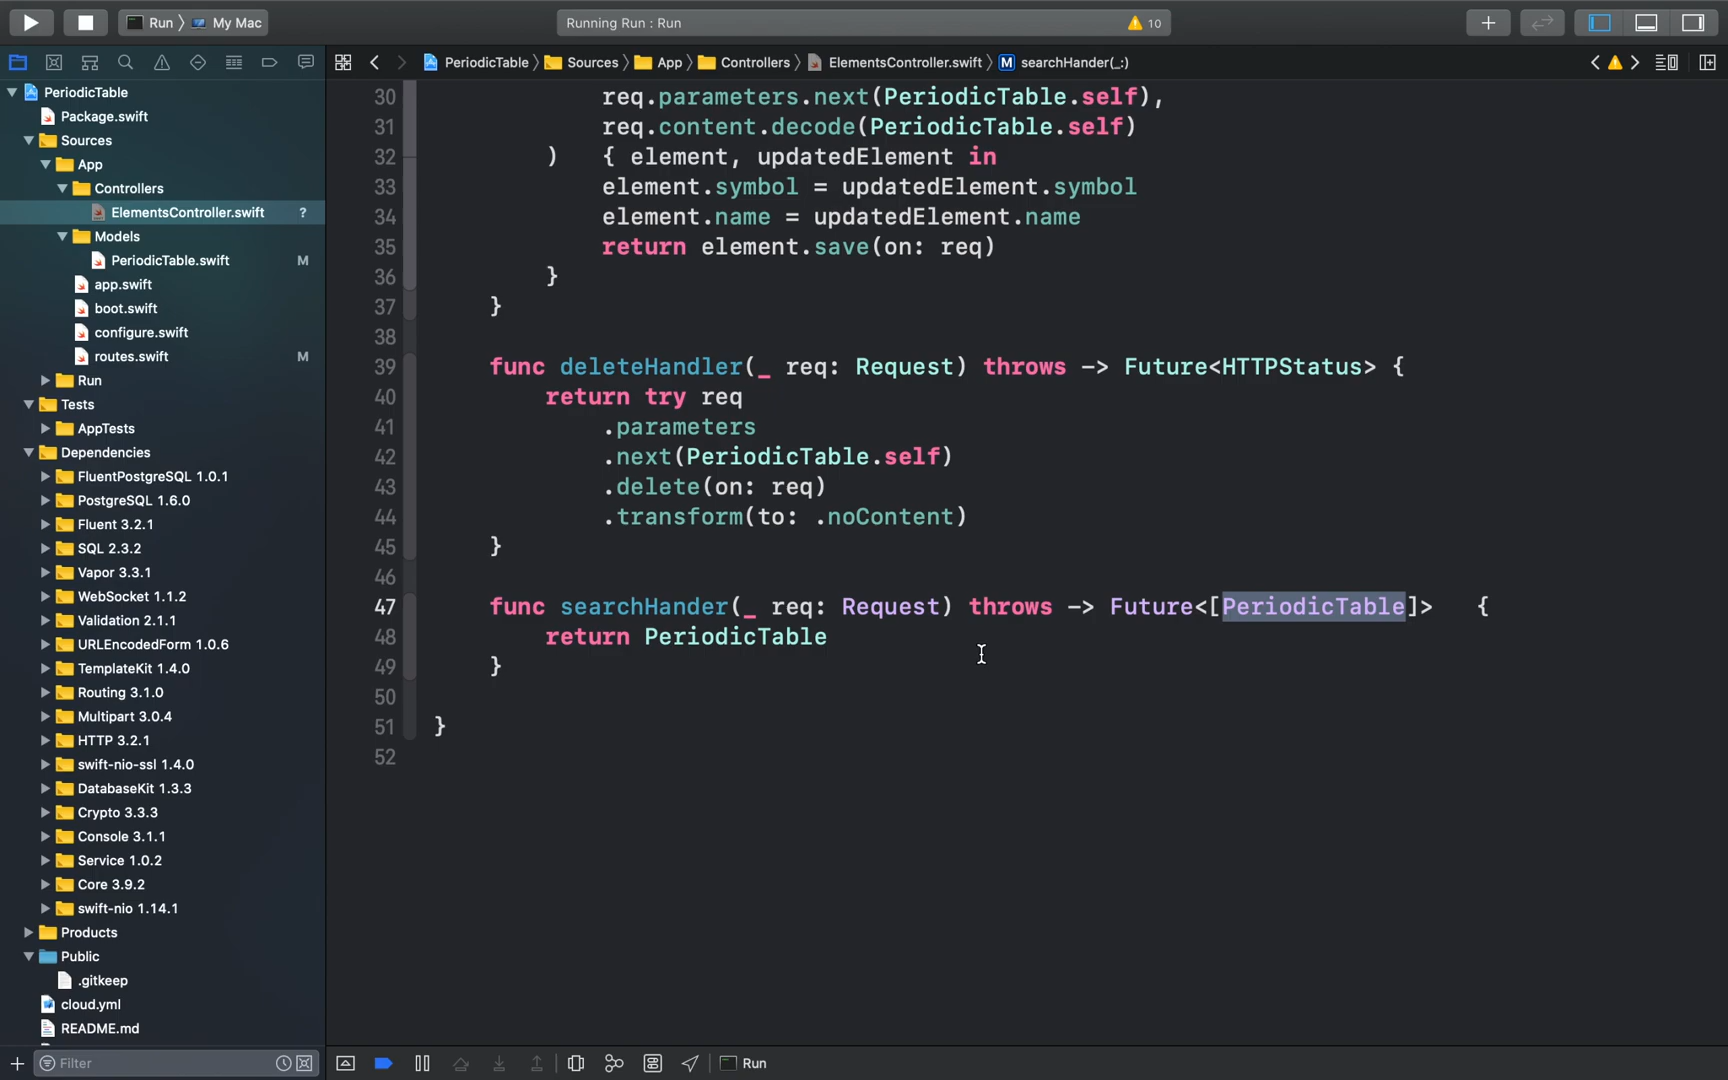 Run 〉 My Mac
Running Run : Run
10
PeriodicTable 〉 Sources 〉 App 〉 Controllers 〉 ElementsController.swift 〉 M searchHander(_:)
PeriodicTable
Package.swift
Sources
App
Controllers
ElementsController.swift ?
Models
PeriodicTable.swift M
app.swift
boot.swift
configure.swift
routes.swift M
Run
Tests
AppTests
Dependencies
FluentPostgreSQL 1.0.1
PostgreSQL 1.6.0
Fluent 3.2.1
SQL 2.3.2
Vapor 3.3.1
WebSocket 1.1.2
Validation 2.1.1
URLEncodedForm 1.0.6
TemplateKit 1.4.0
Routing 3.1.0
Multipart 3.0.4
HTTP 3.2.1
swift-nio-ssl 1.4.0
DatabaseKit 1.3.3
Crypto 3.3.3
Console 3.1.1
Service 1.0.2
Core 3.9.2
swift-nio 1.14.1
Products
Public
.gitkeep
cloud.yml
README.md
Filter
30 req.parameters.next(PeriodicTable.self),
31 req.content.decode(PeriodicTable.self)
32 ) { element, updatedElement in
33 element.symbol = updatedElement.symbol
34 element.name = updatedElement.name
35 return element.save(on: req)
36 }
37 }
38
39 func deleteHandler(_ req: Request) throws -> Future<HTTPStatus> {
40 return try req
41 .parameters
42 .next(PeriodicTable.self)
43 .delete(on: req)
44 .transform(to: .noContent)
45 }
46
47 func searchHander(_ req: Request) throws -> Future<[PeriodicTable]> {
48 return PeriodicTable
49 }
50
51 }
52
Run